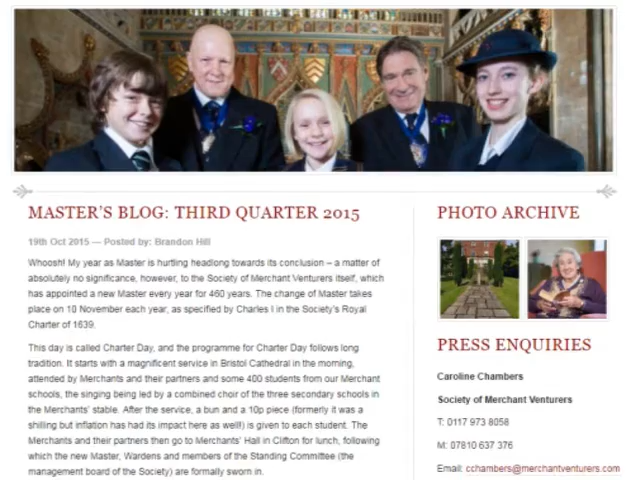 MASTER'S BLOG: THIRD QUARTER 2015
19th Oct 2015 — Posted by: Brandon Hill
Whoosh! My year as Master is hurtling headlong towards its conclusion – a matter of
absolutely no significance, however, to the Society of Merchant Venturers itself, which
has appointed a new Master every year for 460 years. The change of Master takes
place on 10 November each year, as specified by Charles I in the Society's Royal
Charter of 1639.
This day is called Charter Day, and the programme for Charter Day follows long
tradition. It starts with a magnificent service in Bristol Cathedral in the morning,
attended by Merchants and their partners and some 400 students from our Merchant
schools, the singing being led by a combined choir of the three secondary schools in
the Merchants' stable. After the service, a bun and a 10p piece (formerly it was a
shilling but inflation has had its impact here as well!) is given to each student. The
Merchants and their partners then go to Merchants' Hall in Clifton for lunch, following
which the new Master, Wardens and members of the Standing Committee (the
management board of the Society) are formally sworn in.
PHOTO ARCHIVE
PRESS ENQUIRIES
Caroline Chambers
Society of Merchant Venturers
T: 0117 973 8058
M: 07810 637 376
Email: cchambers@merchantventurers.com